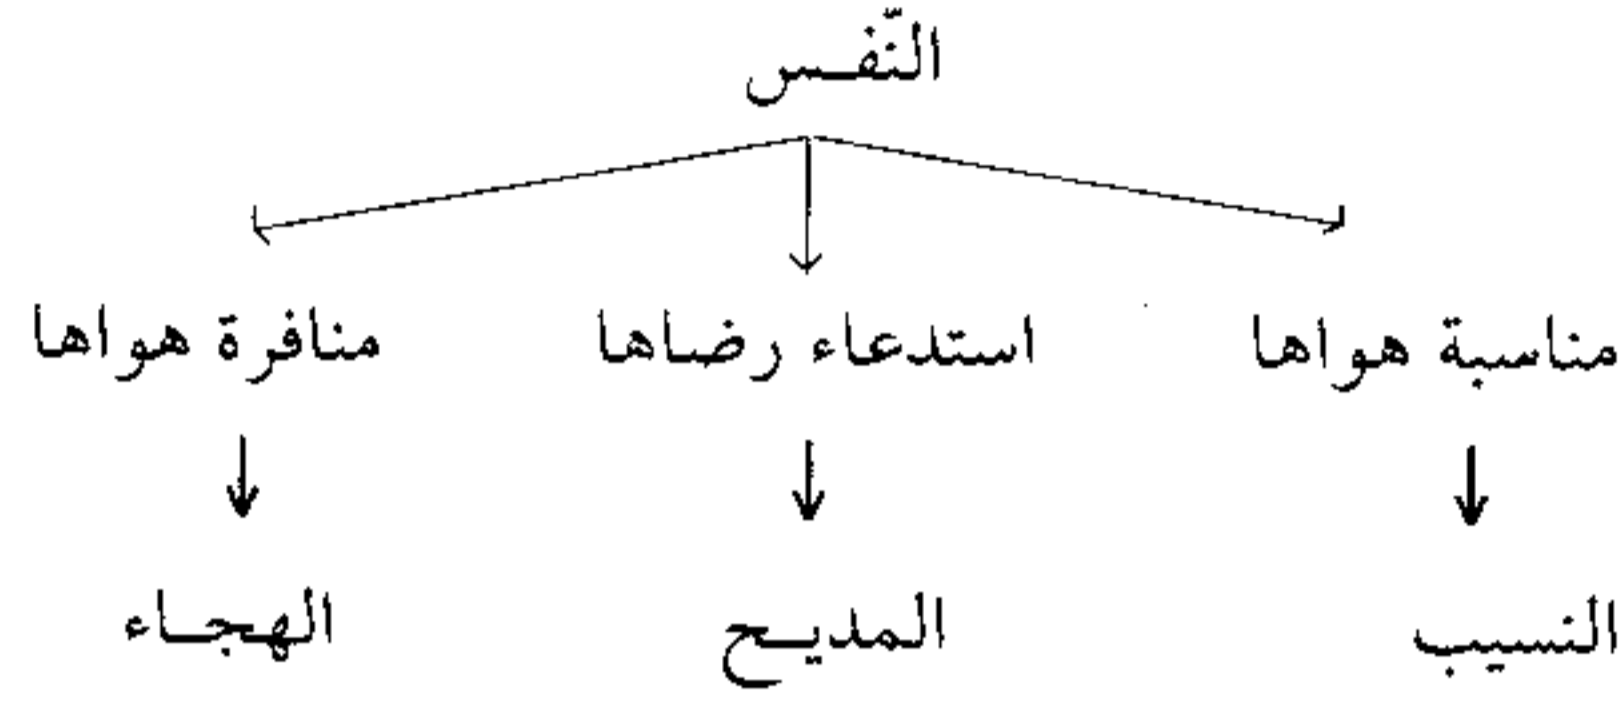 النّفس
مناسبة هواها استدعاء رضاها منافرة هواها
النسيب المديح الهجاء